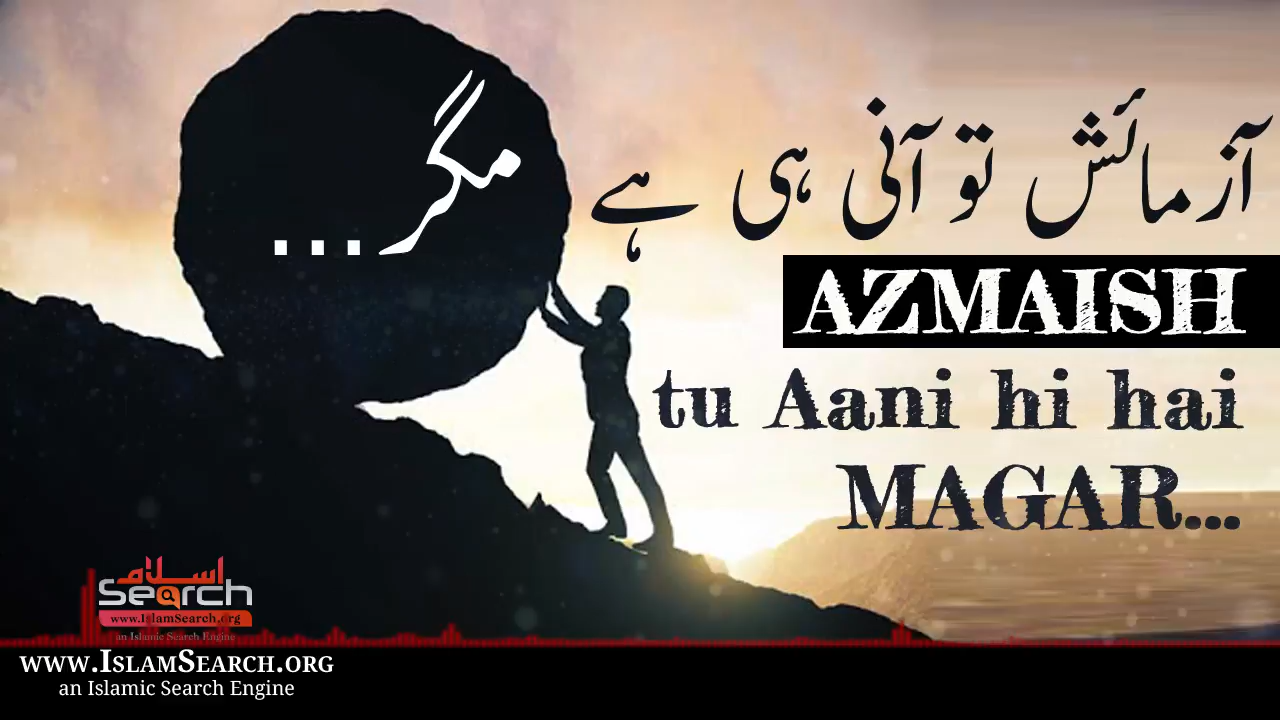 آزمائش تو آنی ہی ہے
مگر...
AZMAISH
tu Aani hi hai
MAGAR...
اسلام
Search
www.IslamSearch.org
an Islamic Search Engine
www.IslamSearch.org
an Islamic Search Engine